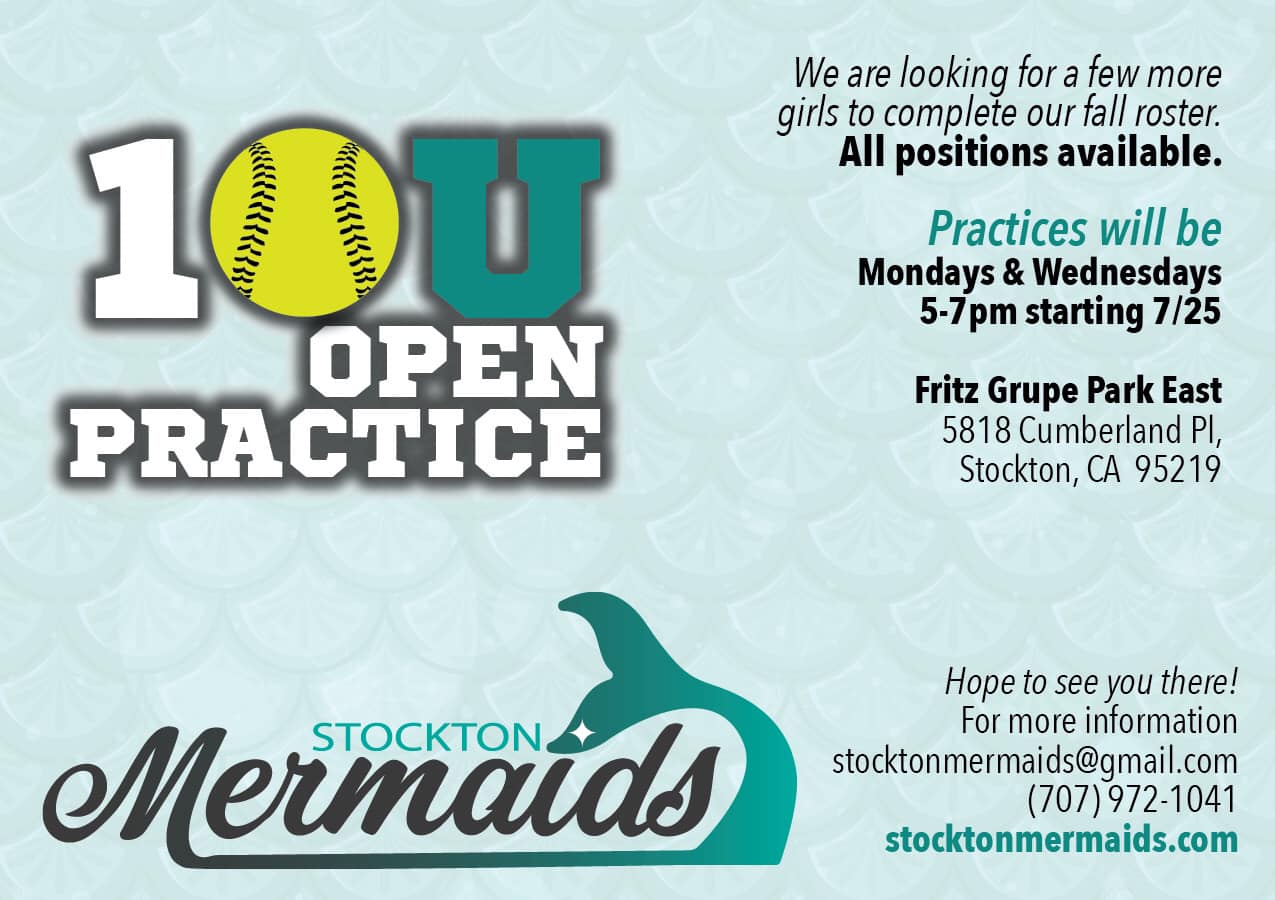 10U
OPEN
PRACTICE
We are looking for a few more
girls to complete our fall roster.
All positions available.
Practices will be
Mondays & Wednesdays
5-7pm starting 7/25
Fritz Grupe Park East
5818 Cumberland Pl,
Stockton, CA 95219
STOCKTON
Mermaids
Hope to see you there!
For more information
stocktonmermaids@gmail.com
(707) 972-1041
stocktonmermaids.com